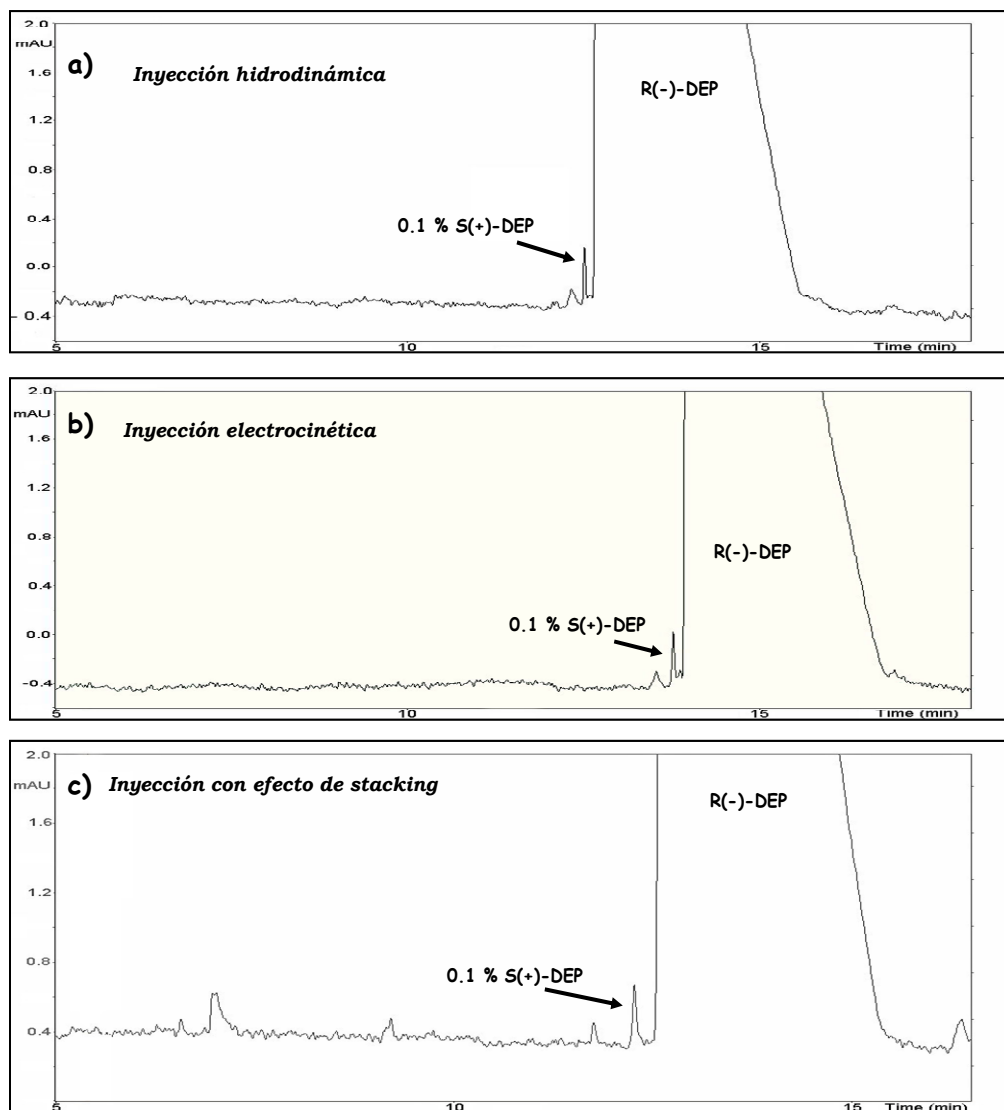 2.0
mAU
1.6
1.2
0.8
0.4
0.0
- 0.4
a) Inyección hidrodinámica
R(-)-DEP
0.1 % S(+)-DEP
5 10 15 Time (min)
2.0
mAU
1.6
1.2
0.8
0.4
0.0
-0.4
b) Inyección electrocinética
R(-)-DEP
0.1 % S(+)-DEP
5 10 15 Time (min)
2.0
mAU
1.6
1.2
0.8
0.4
c) Inyección con efecto de stacking
R(-)-DEP
0.1 % S(+)-DEP
5 10 15 Time (min)